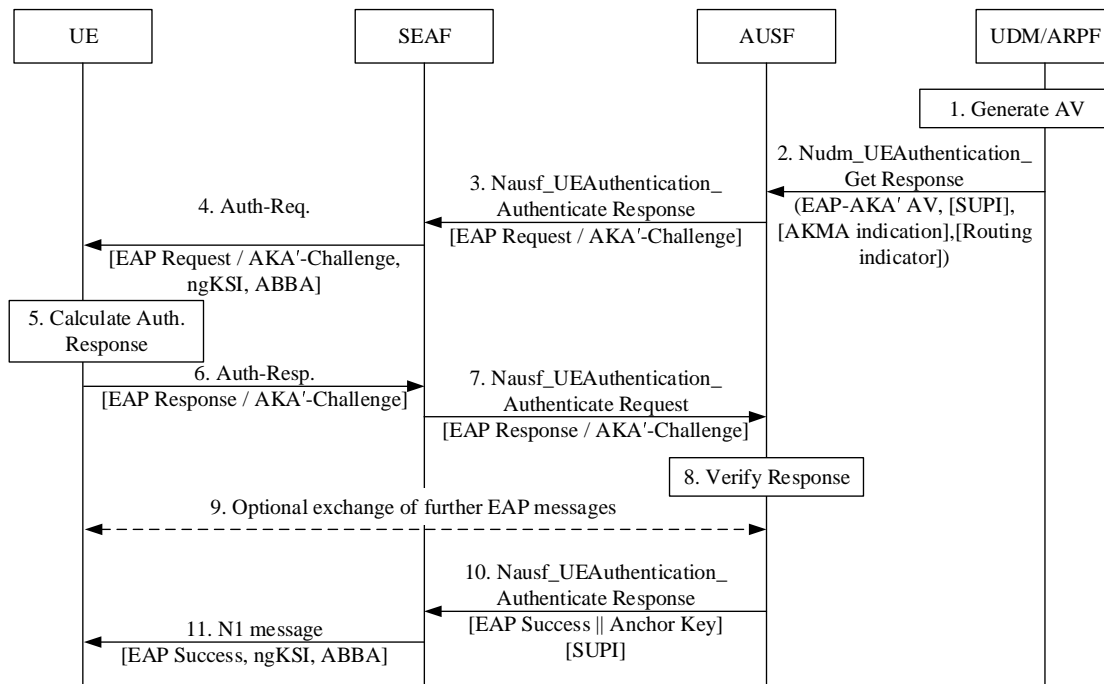 UE
SEAF
AUSF
UDM/ARPF
1. Generate AV
2. Nudm_UEAuthentication_
Get Response
(EAP-AKA′ AV, [SUPI],
[AKMA indication],[Routing
indicator])
3. Nausf_UEAuthentication_
Authenticate Response
[EAP Request / AKA′-Challenge]
4. Auth-Req.
[EAP Request / AKA′-Challenge,
ngKSI, ABBA]
5. Calculate Auth.
Response
6. Auth-Resp.
[EAP Response / AKA′-Challenge]
7. Nausf_UEAuthentication_
Authenticate Request
[EAP Response / AKA′-Challenge]
8. Verify Response
9. Optional exchange of further EAP messages
10. Nausf_UEAuthentication_
Authenticate Response
[EAP Success || Anchor Key]
[SUPI]
11. N1 message
[EAP Success, ngKSI, ABBA]